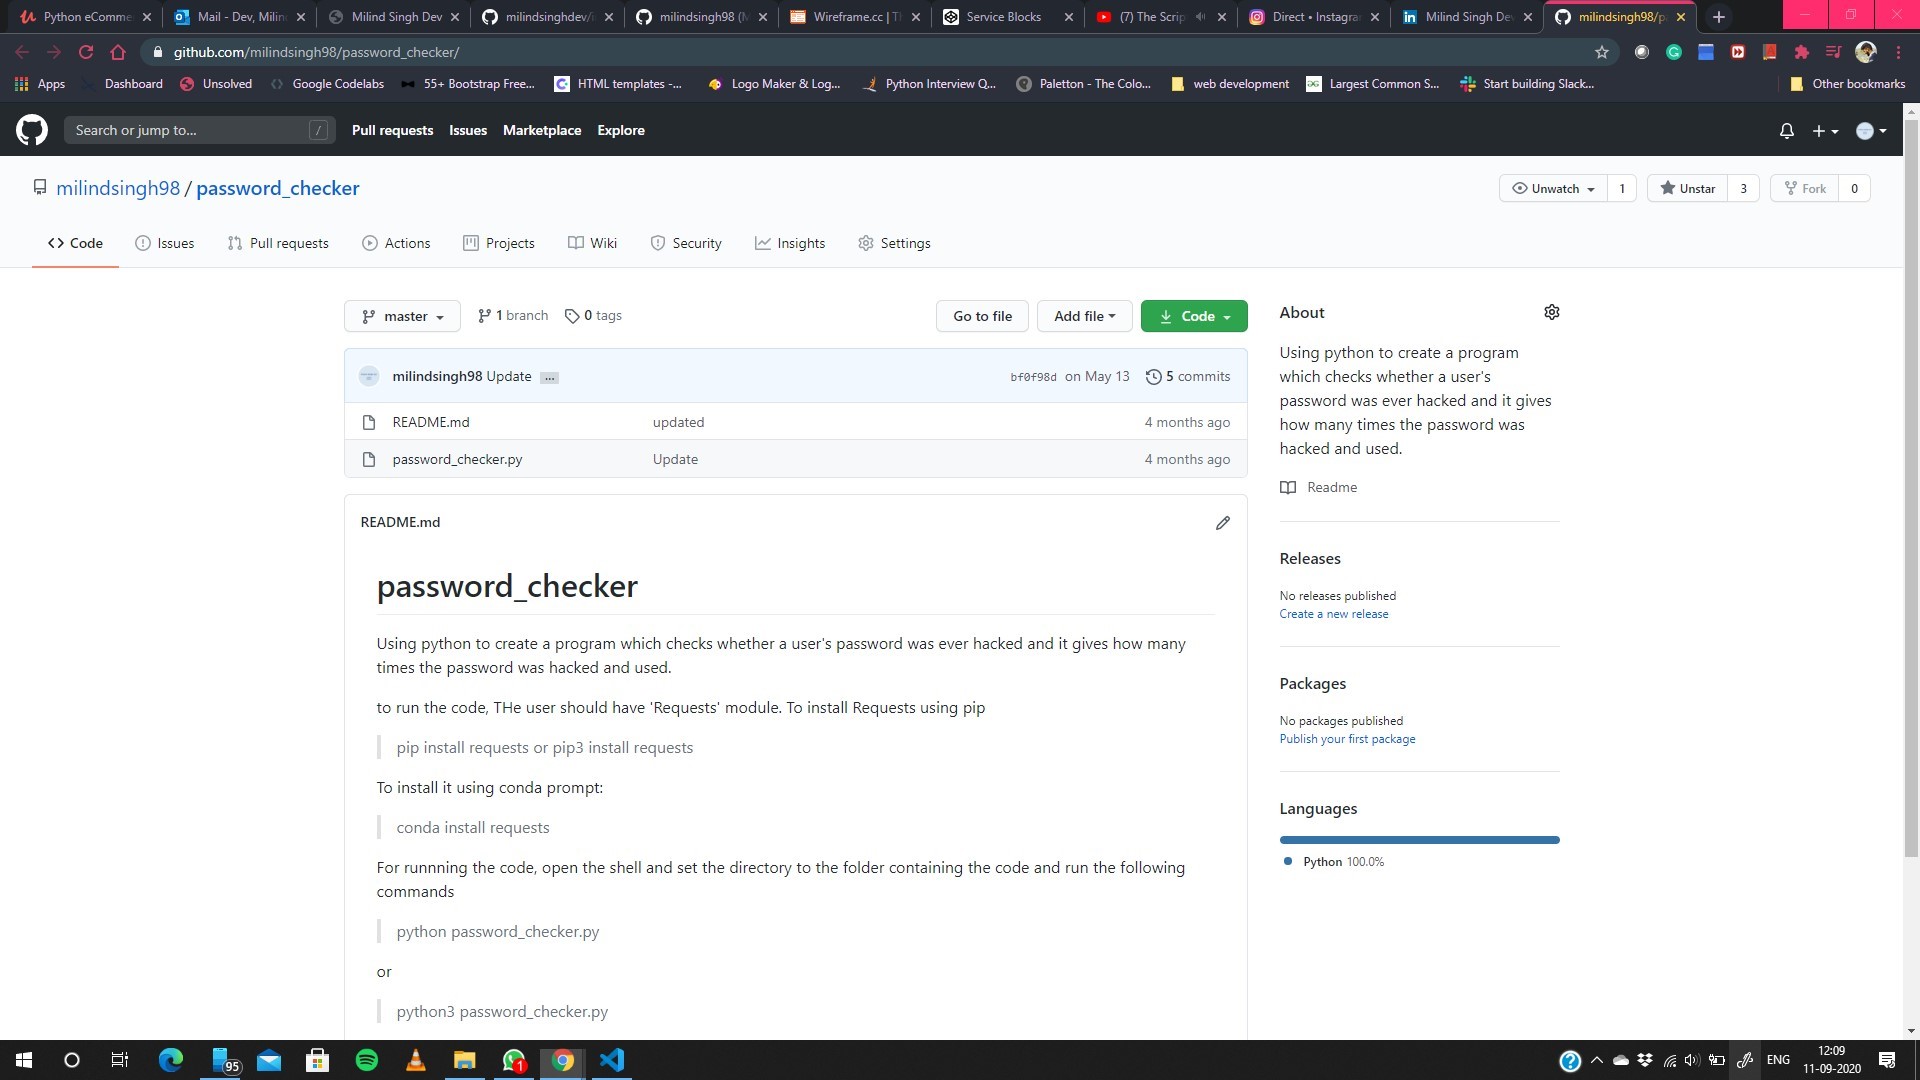 Python eComme
Mail - Dev, Milin
Milind Singh Dev
milindsinghdev/i
milindsingh98 (M
Wireframe.cc | T
Service Blocks
(7) The Scrip
Direct • Instagra
Milind Singh De
milindsingh98/p
github.com/milindsingh98/password_checker/
Apps
Dashboard
Unsolved
Google Codelabs
55+ Bootstrap Free...
HTML templates -...
Logo Maker & Log...
Python Interview Q...
Paletton - The Colo...
web development
Largest Common S...
Start building Slack...
Other bookmarks
Search or jump to... /
Pull requests Issues Marketplace Explore
milindsingh98 / password_checker
Unwatch 1 Unstar 3 Fork 0
Code Issues Pull requests Actions Projects Wiki Security Insights Settings
master 1 branch 0 tags Go to file Add file Code
milindsingh98 Update ... bf0f98d on May 13 5 commits
README.md updated 4 months ago
password_checker.py Update 4 months ago
README.md
password_checker
Using python to create a program which checks whether a user's password was ever hacked and it gives how many
times the password was hacked and used.
to run the code, THe user should have 'Requests' module. To install Requests using pip
pip install requests or pip3 install requests
To install it using conda prompt:
conda install requests
For runnning the code, open the shell and set the directory to the folder containing the code and run the following
commands
python password_checker.py
or
python3 password_checker.py
About
Using python to create a program
which checks whether a user's
password was ever hacked and it gives
how many times the password was
hacked and used.
Readme
Releases
No releases published
Create a new release
Packages
No packages published
Publish your first package
Languages
Python 100.0%
95
1
ENG
12:09
11-09-2020